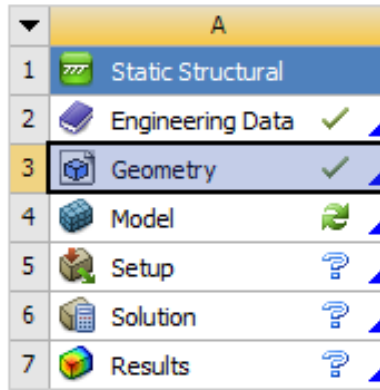 A
1 Static Structural
2 Engineering Data
3 Geometry
4 Model
5 Setup
6 Solution
7 Results